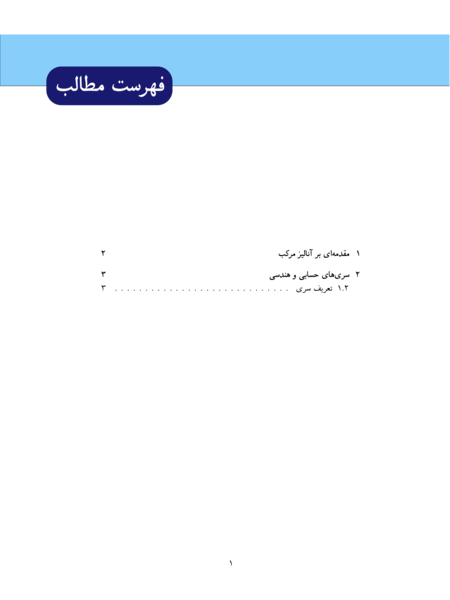 فهرست مطالب
۱ مقدمه‌ای بر آنالیز مرکب ۲
۲ سری‌های حسابی و هندسی ۳
۱.۲ تعریف سری . . . . . . . . . . . . . . . . . . . . . . . . . . . . . ۳
۱